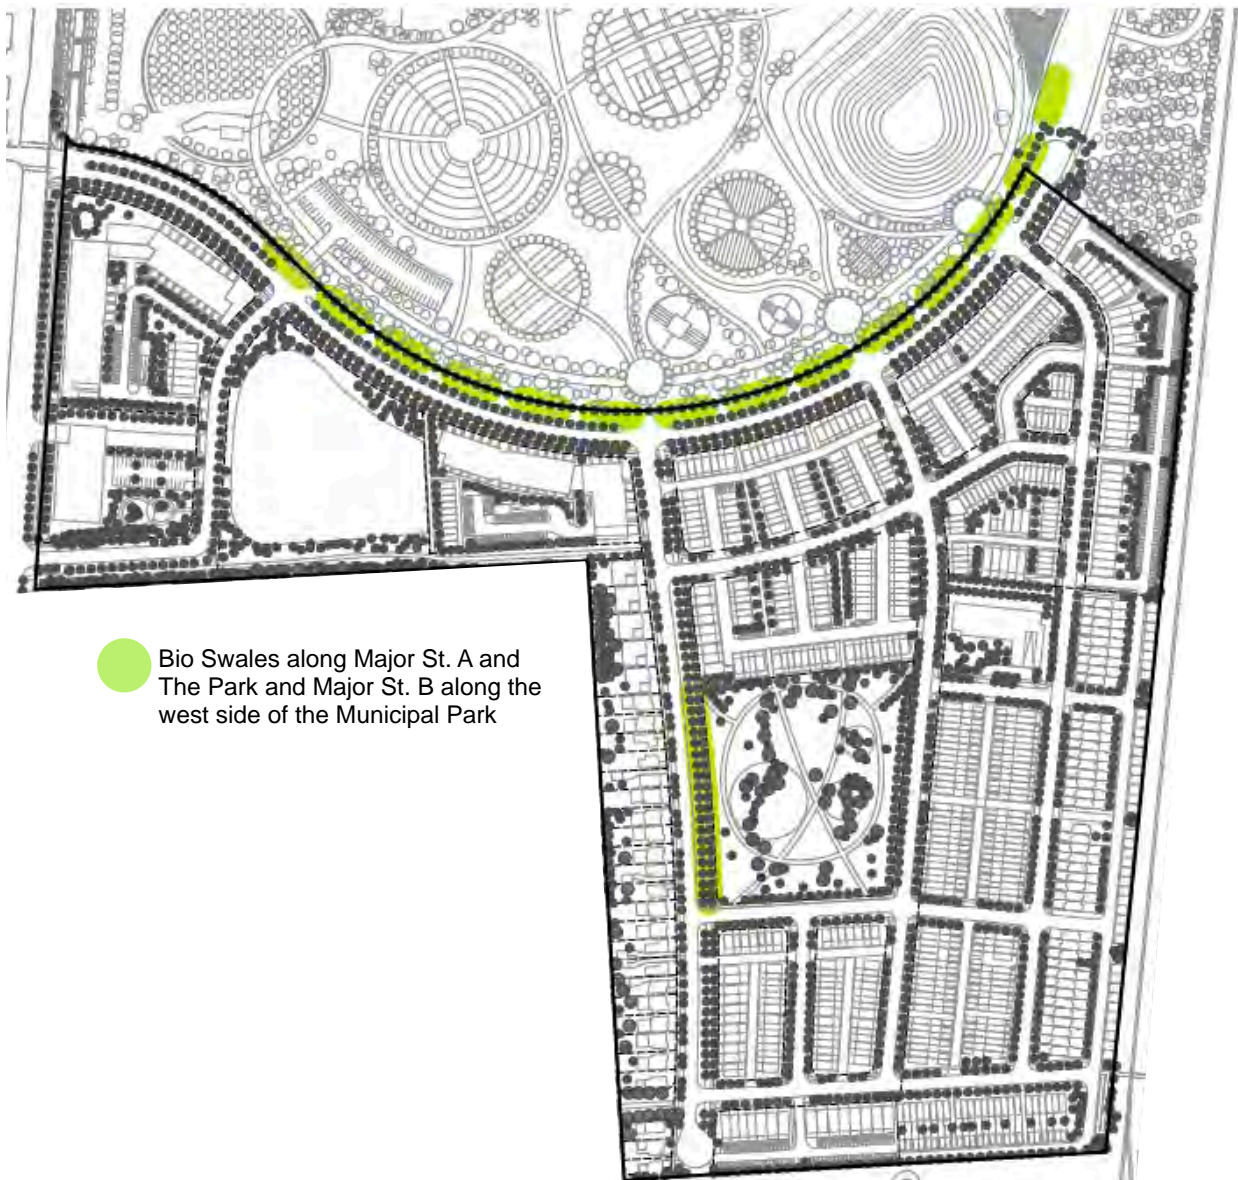 Bio Swales along Major St. A and
The Park and Major St. B along the
west side of the Municipal Park